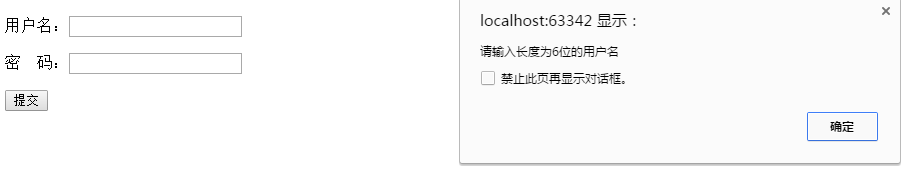 用户名：
密　码：
提交
localhost:63342 显示：
请输入长度为6位的用户名
禁止此页再显示对话框。
确定